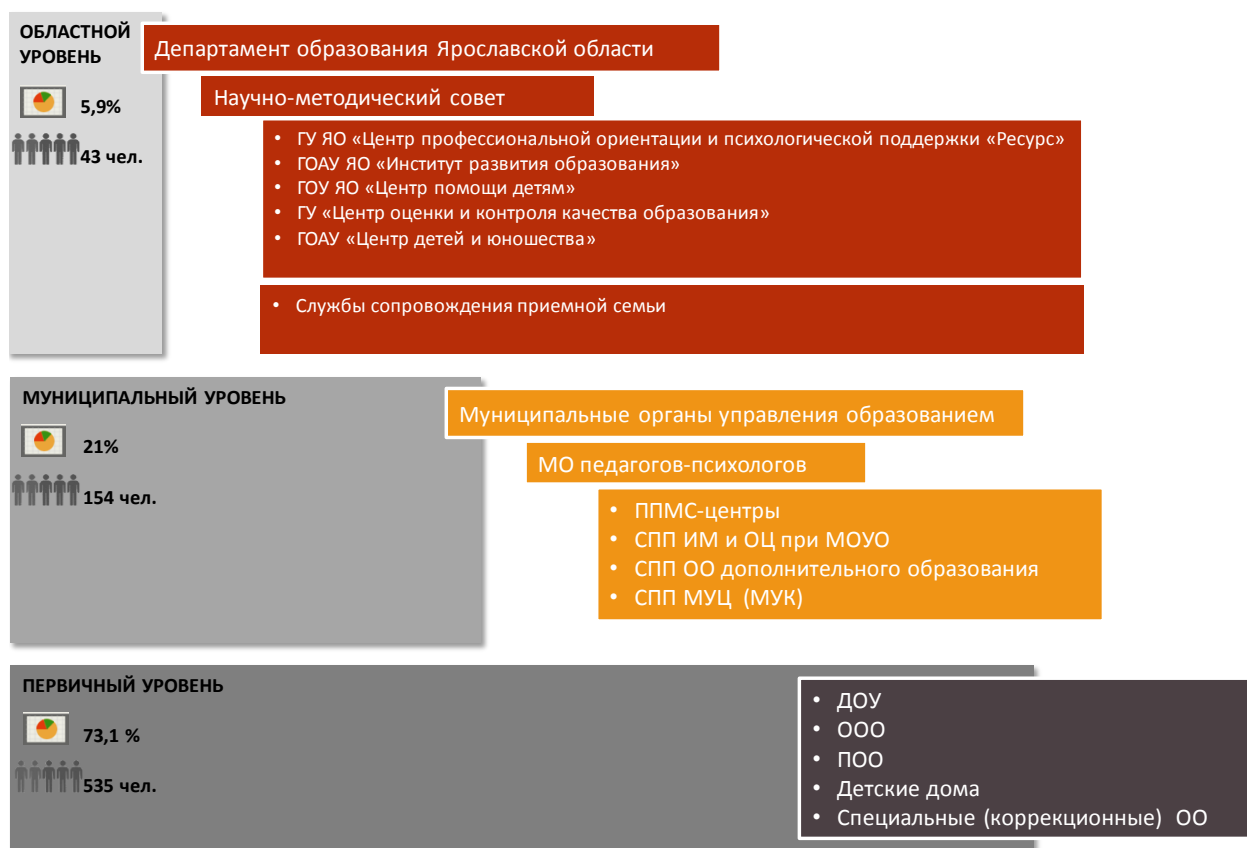 ОБЛАСТНОЙ
УРОВЕНЬ
5,9%
43 чел.
Департамент образования Ярославской области
Научно-методический совет
• ГУ ЯО «Центр профессиональной ориентации и психологической поддержки «Ресурс»
• ГОАУ ЯО «Институт развития образования»
• ГОУ ЯО «Центр помощи детям»
• ГУ «Центр оценки и контроля качества образования»
• ГОАУ «Центр детей и юношества»
• Службы сопровождения приемной семьи
МУНИЦИПАЛЬНЫЙ УРОВЕНЬ
21%
154 чел.
Муниципальные органы управления образованием
МО педагогов-психологов
• ППМС-центры
• СПП ИМ и ОЦ при МОУО
• СПП ОО дополнительного образования
• СПП МУЦ (МУК)
ПЕРВИЧНЫЙ УРОВЕНЬ
73,1 %
535 чел.
• ДОУ
• ООО
• ПОО
• Детские дома
• Специальные (коррекционные) ОО